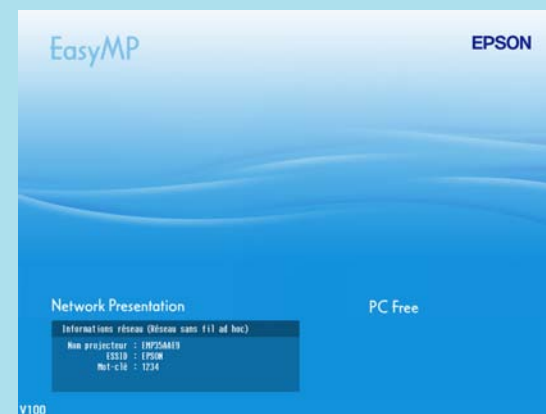 EasyMP
EPSON
Network Presentation
PC Free
Informations réseau (Réseau sans fil ad hoc)
Nom projecteur : EMP35AAE9
ESSID : EPSON
Mot-clé : 1234
V100